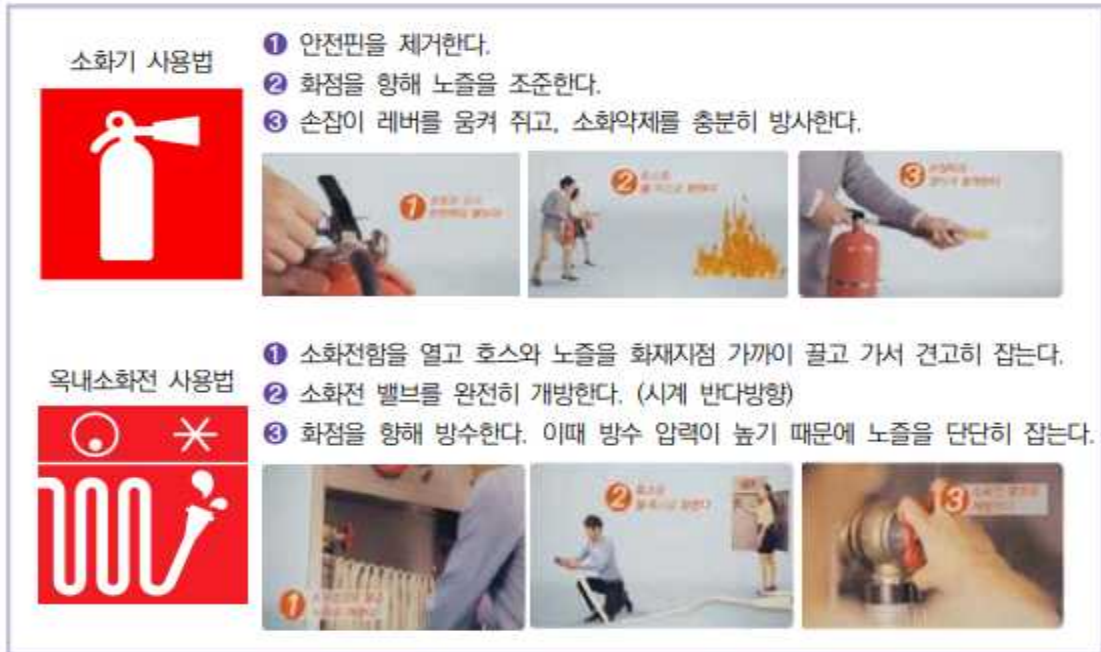 소화기 사용법
❶ 안전핀을 제거한다.
❷ 화점을 향해 노즐을 조준한다.
❸ 손잡이 레버를 움켜 쥐고, 소화약제를 충분히 방사한다.
1
2
3
옥내소화전 사용법
❶ 소화전함을 열고 호스와 노즐을 화재지점 가까이 끌고 가서 견고히 잡는다.
❷ 소화전 밸브를 완전히 개방한다. (시계 반다방향)
❸ 화점을 향해 방수한다. 이때 방수 압력이 높기 때문에 노즐을 단단히 잡는다.
1
2
3